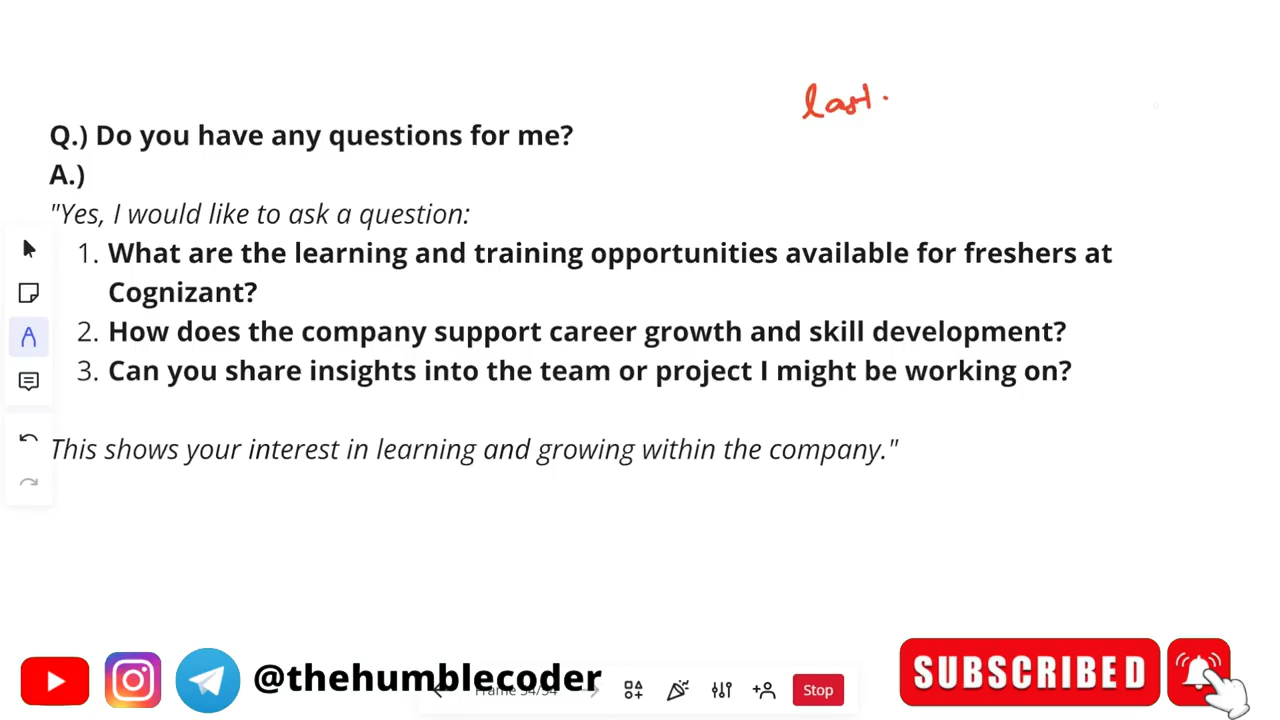 last.
Q.) Do you have any questions for me?
A.)
"Yes, I would like to ask a question:
1. What are the learning and training opportunities available for freshers at
Cognizant?
2. How does the company support career growth and skill development?
3. Can you share insights into the team or project I might be working on?
This shows your interest in learning and growing within the company."
@thehumblecoder
Frame 34/34
Stop
SUBSCRIBED